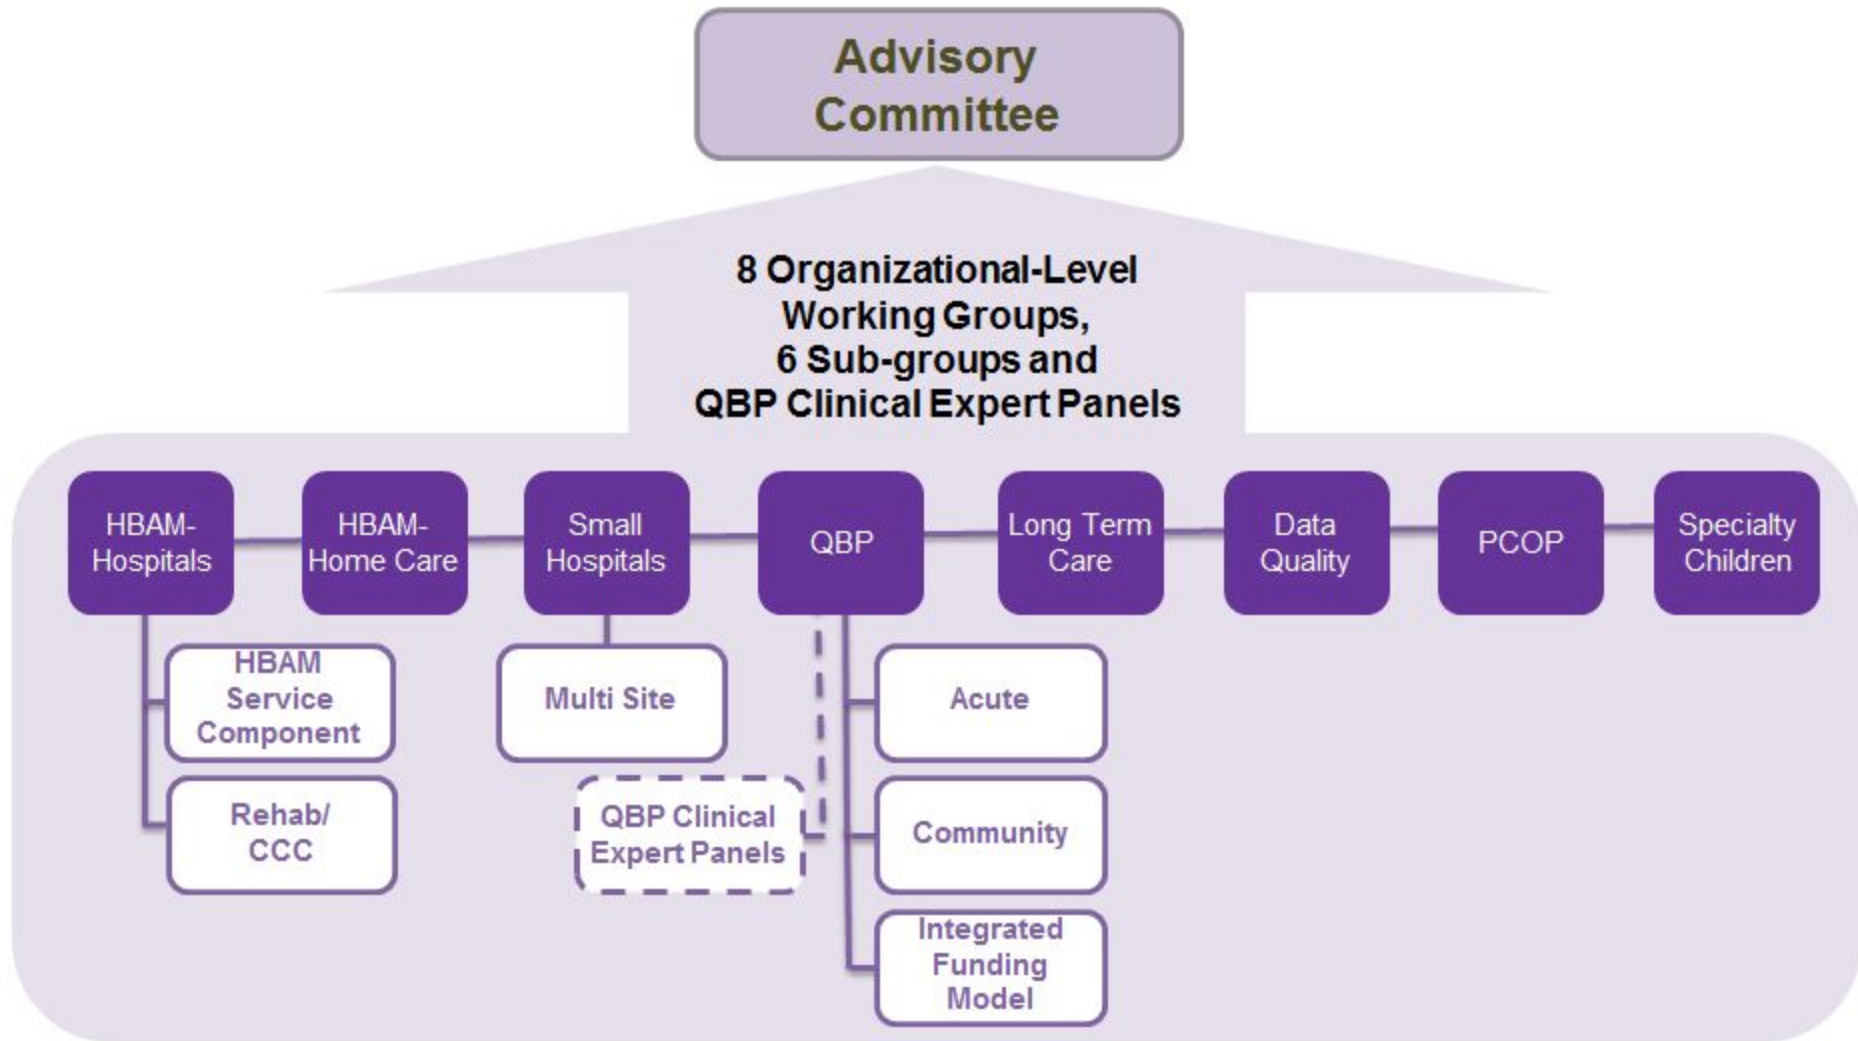 Advisory
Committee
8 Organizational-Level
Working Groups,
6 Sub-groups and
QBP Clinical Expert Panels
HBAM-
Hospitals
HBAM-
Home Care
Small
Hospitals
QBP
Long Term
Care
Data
Quality
PCOP
Specialty
Children
HBAM
Service
Component
Rehab/
CCC
Multi Site
QBP Clinical
Expert Panels
Acute
Community
Integrated
Funding
Model